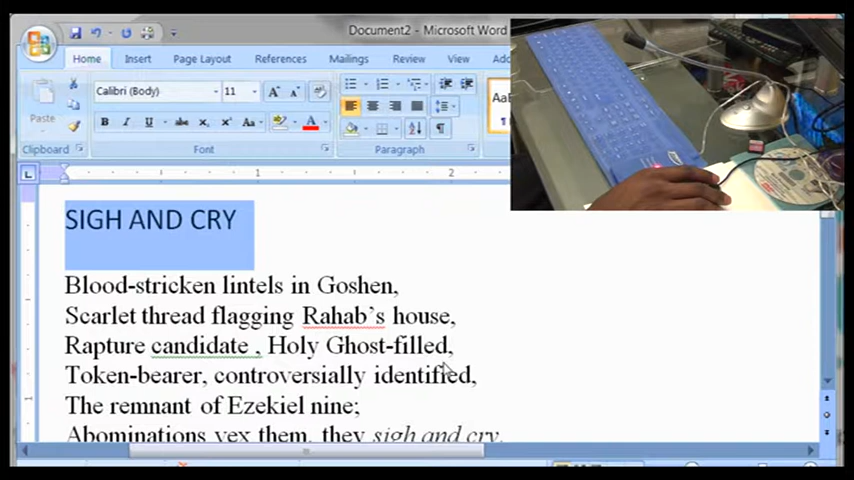 Document2 - Microsoft Word
Home Insert Page Layout References Mailings Review View
Calibri (Body) 11
Paste
Clipboard Font Paragraph
1 2
SIGH AND CRY
Blood-stricken lintels in Goshen,
Scarlet thread flagging Rahab’s house,
Rapture candidate , Holy Ghost-filled,
Token-bearer, controversially identified,
The remnant of Ezekiel nine;
Abominations vex them, they sigh and cry.